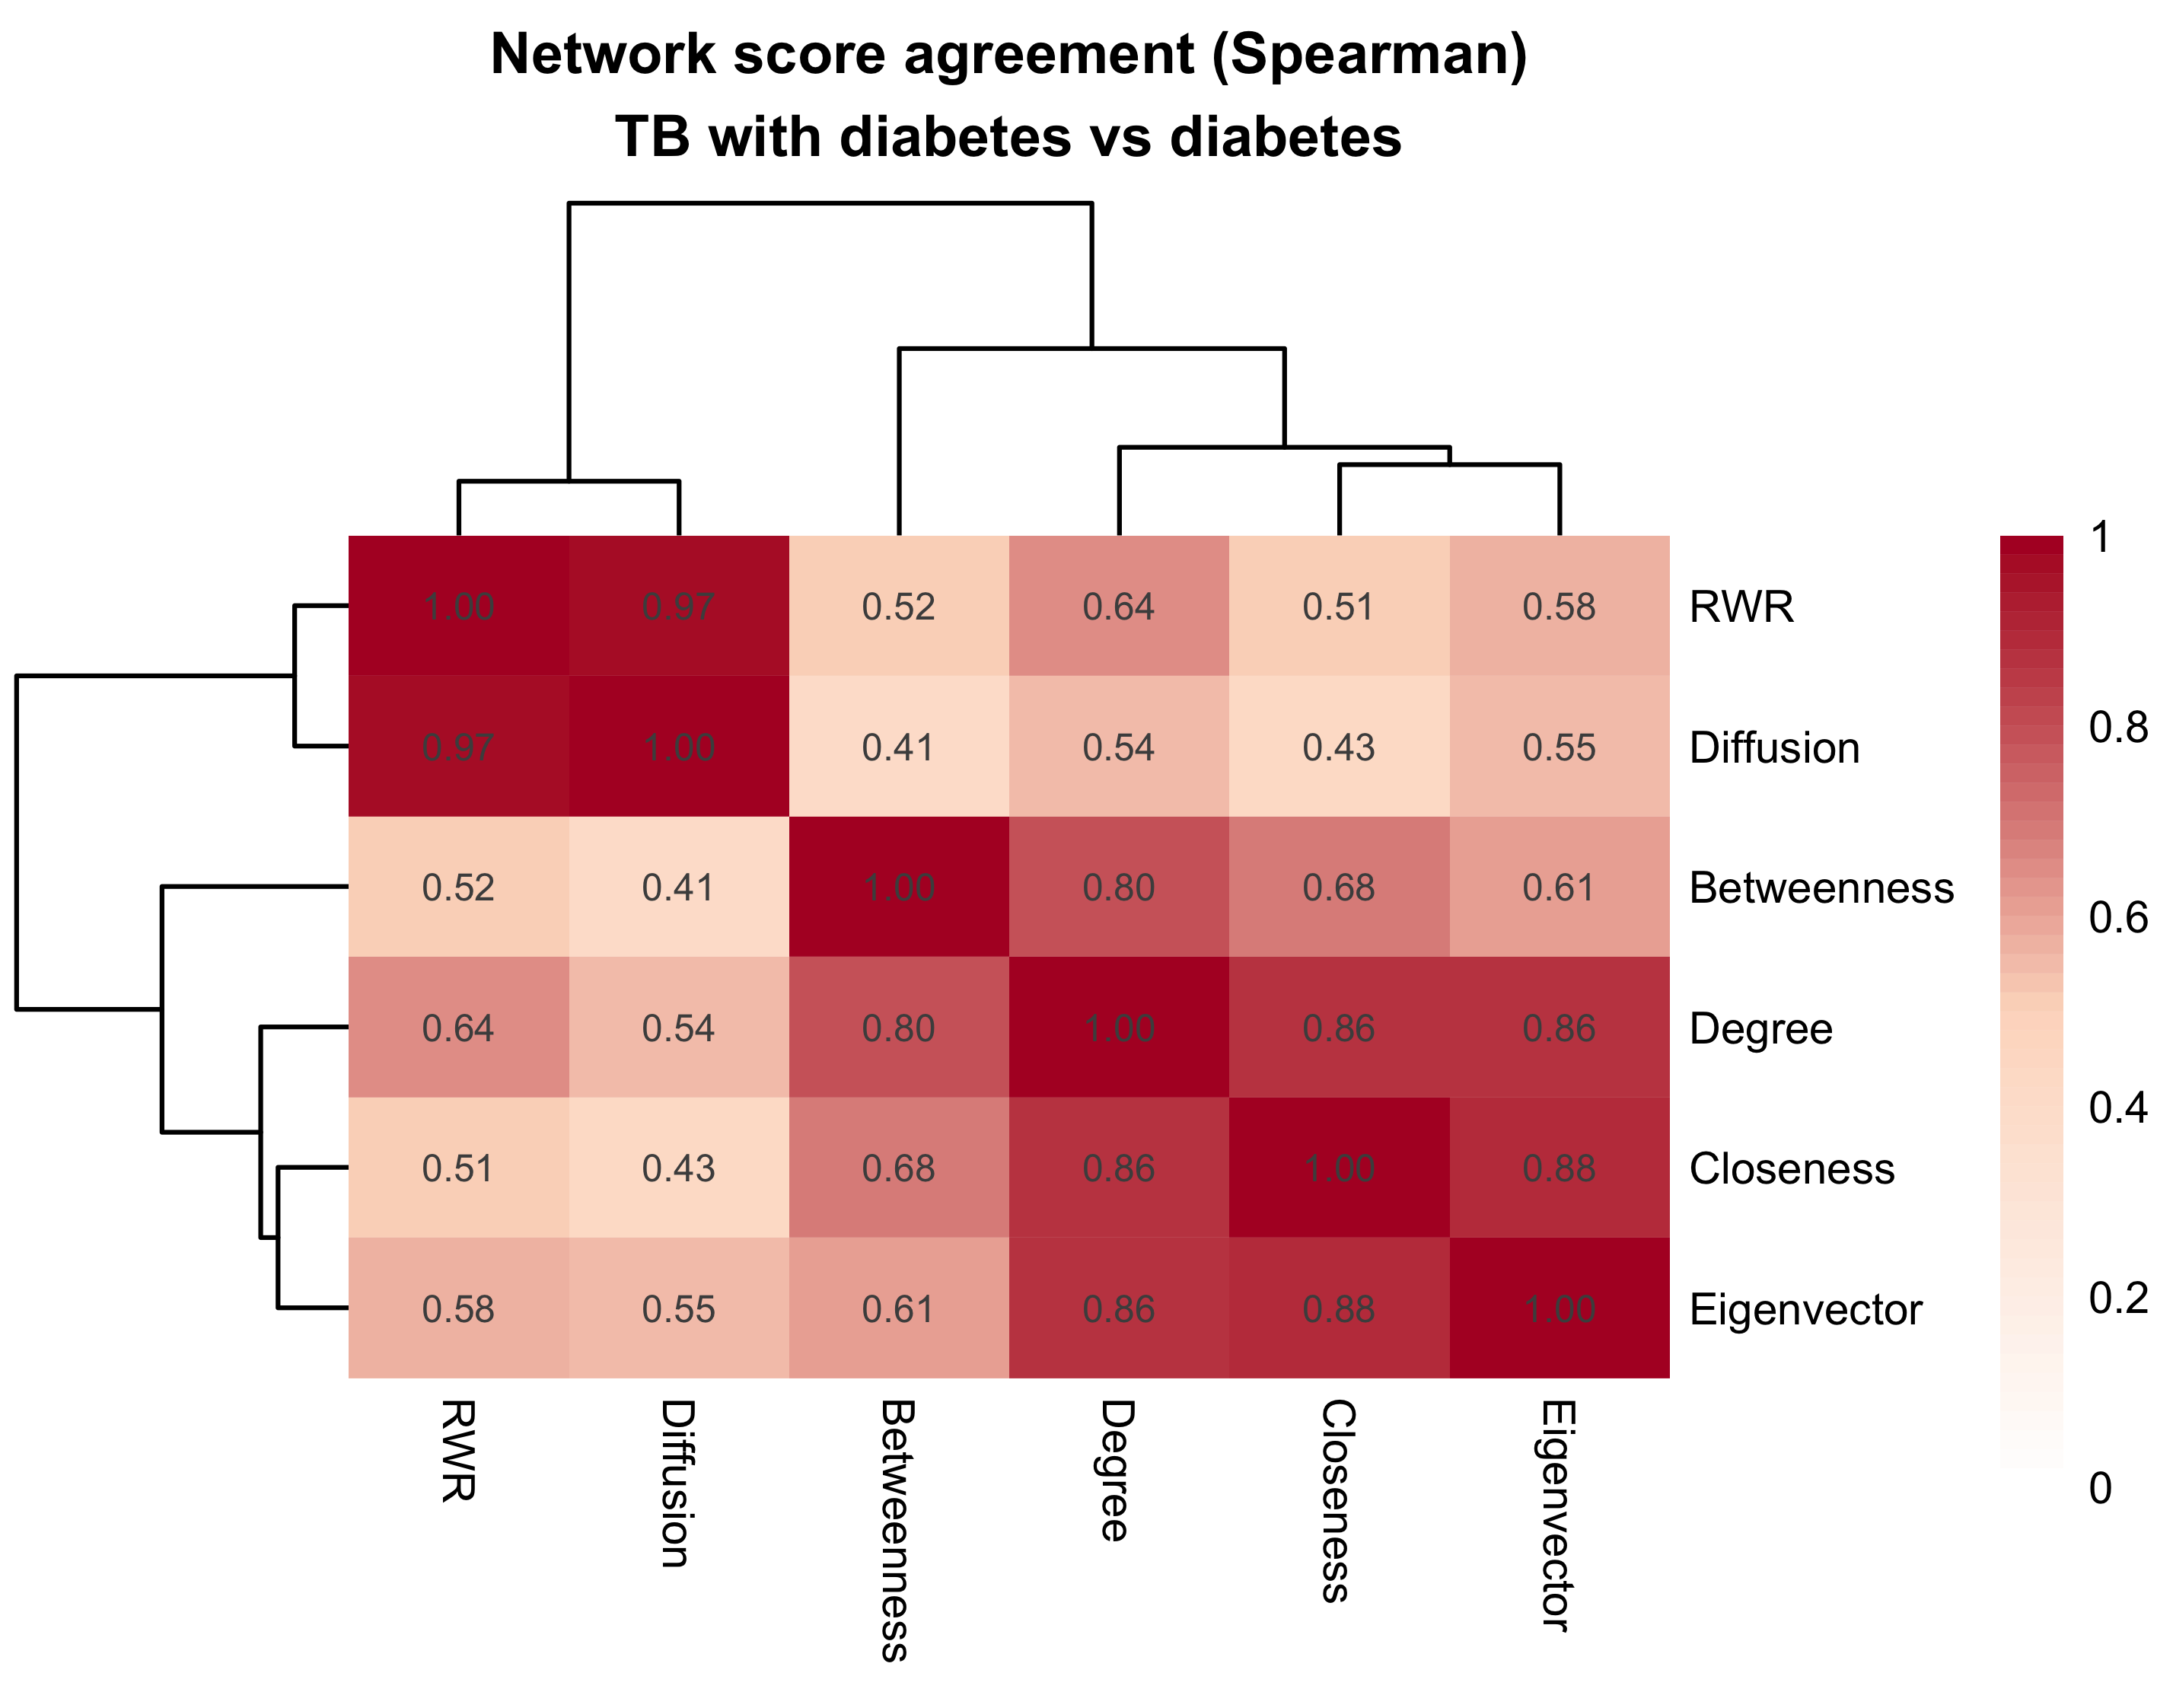 Network score agreement (Spearman)
TB with diabetes vs diabetes
1.00 0.97 0.52 0.64 0.51 0.58 RWR
0.97 1.00 0.41 0.54 0.43 0.55 Diffusion
0.52 0.41 1.00 0.80 0.68 0.61 Betweenness
0.64 0.54 0.80 1.00 0.86 0.86 Degree
0.51 0.43 0.68 0.86 1.00 0.88 Closeness
0.58 0.55 0.61 0.86 0.88 1.00 Eigenvector
RWR
Diffusion
Betweenness
Degree
Closeness
Eigenvector
1
0.8
0.6
0.4
0.2
0